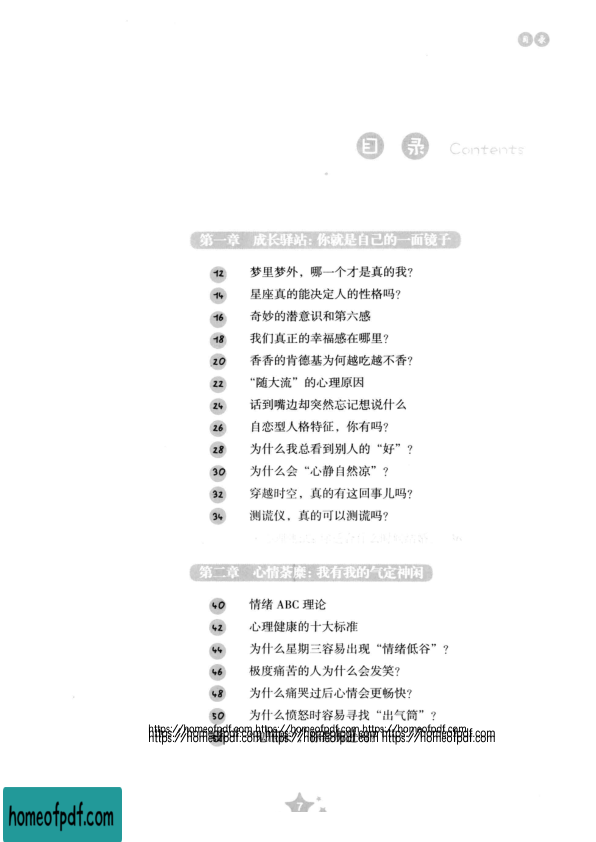 目录
目 录 Contents
第一章 成长驿站：你就是自己的一面镜子
12 梦里梦外，哪一个才是真的我？
14 星座真的能决定人的性格吗？
16 奇妙的潜意识和第六感
18 我们真正的幸福感在哪里？
20 香香的肯德基为何越吃越不香？
22 “随大流”的心理原因
24 话到嘴边却突然忘记想说什么
26 自恋型人格特征，你有吗？
28 为什么我总看到别人的“好”？
30 为什么会“心静自然凉”？
32 穿越时空，真的有这回事儿吗？
34 测谎仪，真的可以测谎吗？
第二章 心情荼糜：我有我的气定神闲
40 情绪 ABC 理论
42 心理健康的十大标准
44 为什么星期三容易出现“情绪低谷”？
46 极度痛苦的人为什么会发笑？
48 为什么痛哭过后心情会更畅快？
50 为什么愤怒时容易寻找“出气筒”？
https://homeofpdf.com https://homeofpdf.com https://homeofpdf.com
https://homeofpdf.com https://homeofpdf.com https://homeofpdf.com
7
homeofpdf.com